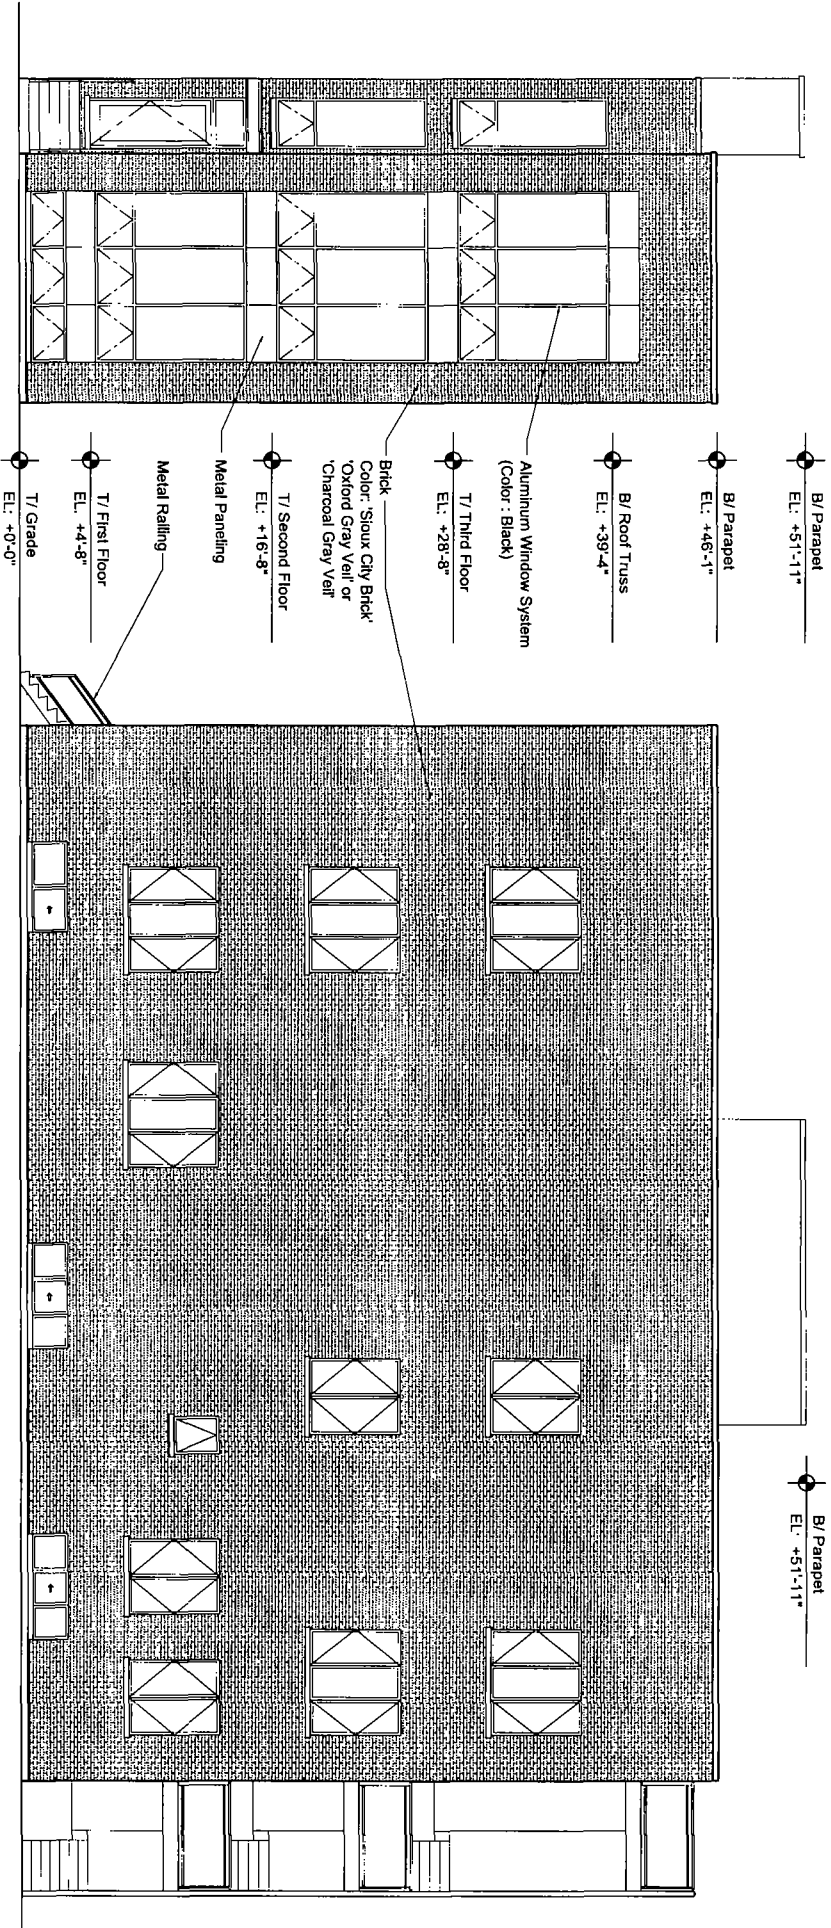 B/ Parapet
EL: +51'-11"
B/ Parapet
EL: +46'-1"
B/ Roof Truss
EL: +39'-4"
Aluminum Window System
(Color : Black)
T/ Third Floor
EL: +28'-8"
Brick
Color: 'Sioux City Brick'
'Oxford Gray Veil' or
'Charcoal Gray Veil'
T/ Second Floor
EL: +16'-8"
Metal Paneling
Metal Railing
T/ First Floor
EL: +4'-8"
T/ Grade
EL: +0'-0"
B/ Parapet
EL: +51'-11"